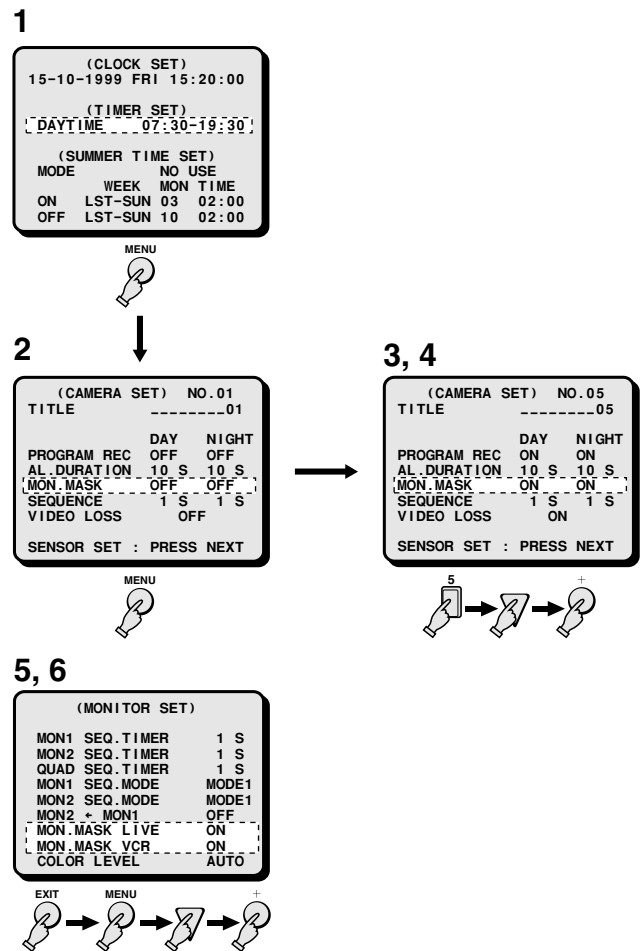 1
(CLOCK SET)
15-10-1999 FRI 15:20:00
(TIMER SET)
DAYTIME 07:30-19:30
(SUMMER TIME SET)
MODE NO USE
WEEK MON TIME
ON LST-SUN 03 02:00
OFF LST-SUN 10 02:00
MENU
2
(CAMERA SET) NO.01
TITLE ________01
DAY NIGHT
PROGRAM REC OFF OFF
AL.DURATION 10 S 10 S
MON.MASK OFF OFF
SEQUENCE 1 S 1 S
VIDEO LOSS OFF
SENSOR SET : PRESS NEXT
MENU
3, 4
(CAMERA SET) NO.05
TITLE ________05
DAY NIGHT
PROGRAM REC ON ON
AL.DURATION 10 S 10 S
MON.MASK ON ON
SEQUENCE 1 S 1 S
VIDEO LOSS ON
SENSOR SET : PRESS NEXT
5 +
5, 6
(MONITOR SET)
MON1 SEQ.TIMER 1 S
MON2 SEQ.TIMER 1 S
QUAD SEQ.TIMER 1 S
MON1 SEQ.MODE MODE1
MON2 SEQ.MODE MODE1
MON2 ← MON1 OFF
MON.MASK LIVE ON
MON.MASK VCR ON
COLOR LEVEL AUTO
EXIT MENU +